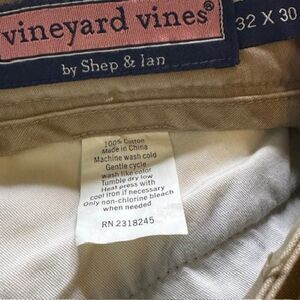 vineyard vines®
32 X 30
by Shep & Ian
100% Cotton
Made in China
Machine wash cold
Gentle cycle
wash like color
Tumble dry low
Heat press with
cool iron if necessary
Only non-chlorine bleach
when needed
RN 2318245